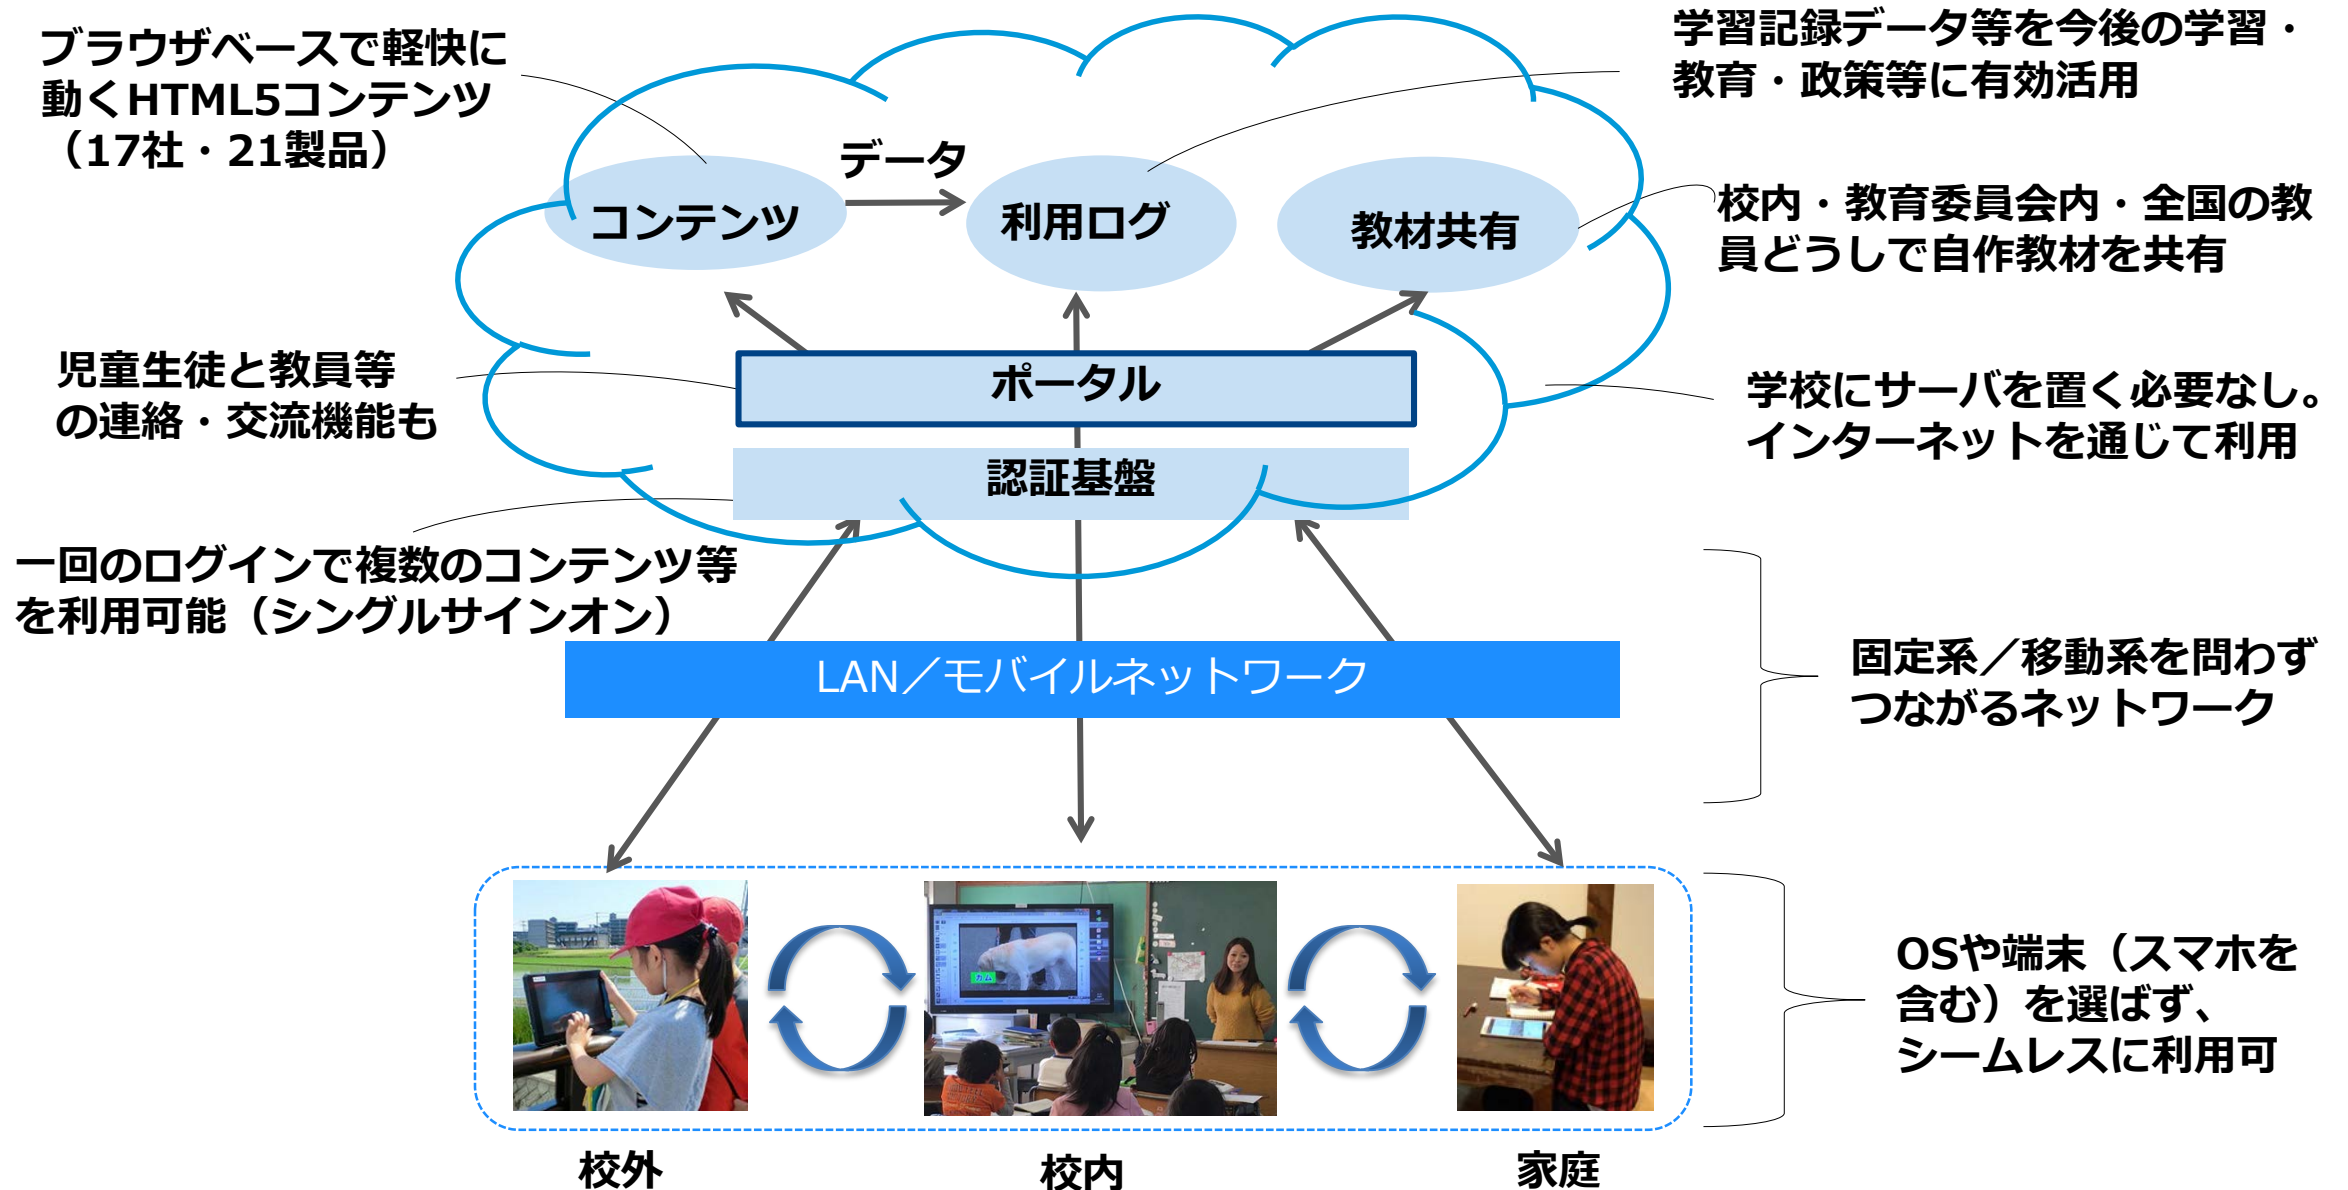 ブラウザベースで軽快に
動くHTML5コンテンツ
（17社・21製品）
学習記録データ等を今後の学習・
教育・政策等に有効活用
データ
コンテンツ
利用ログ
教材共有
校内・教育委員会内・全国の教
員どうしで自作教材を共有
児童生徒と教員等
の連絡・交流機能も
ポータル
学校にサーバを置く必要なし。
インターネットを通じて利用
認証基盤
一回のログインで複数のコンテンツ等
を利用可能（シングルサインオン）
LAN／モバイルネットワーク
固定系／移動系を問わず
つながるネットワーク
カム
OSや端末（スマホを
含む）を選ばず、
シームレスに利用可
校外
校内
家庭